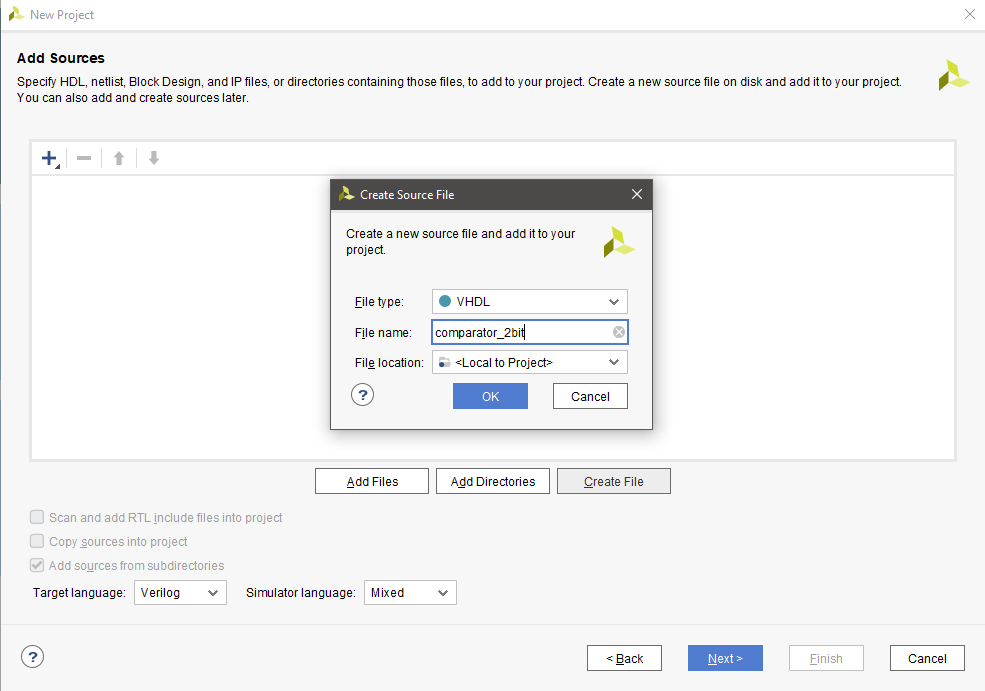 New Project
Add Sources
Specify HDL, netlist, Block Design, and IP files, or directories containing those files, to add to your project. Create a new source file on disk and add it to your project.
You can also add and create sources later.
Create Source File
Create a new source file and add it to your
project.
File type: VHDL
File name: comparator_2bit
File location: <Local to Project>
? OK Cancel
Add Files Add Directories Create File
Scan and add RTL include files into project
Copy sources into project
Add sources from subdirectories
Target language: Verilog Simulator language: Mixed
? < Back Next > Finish Cancel